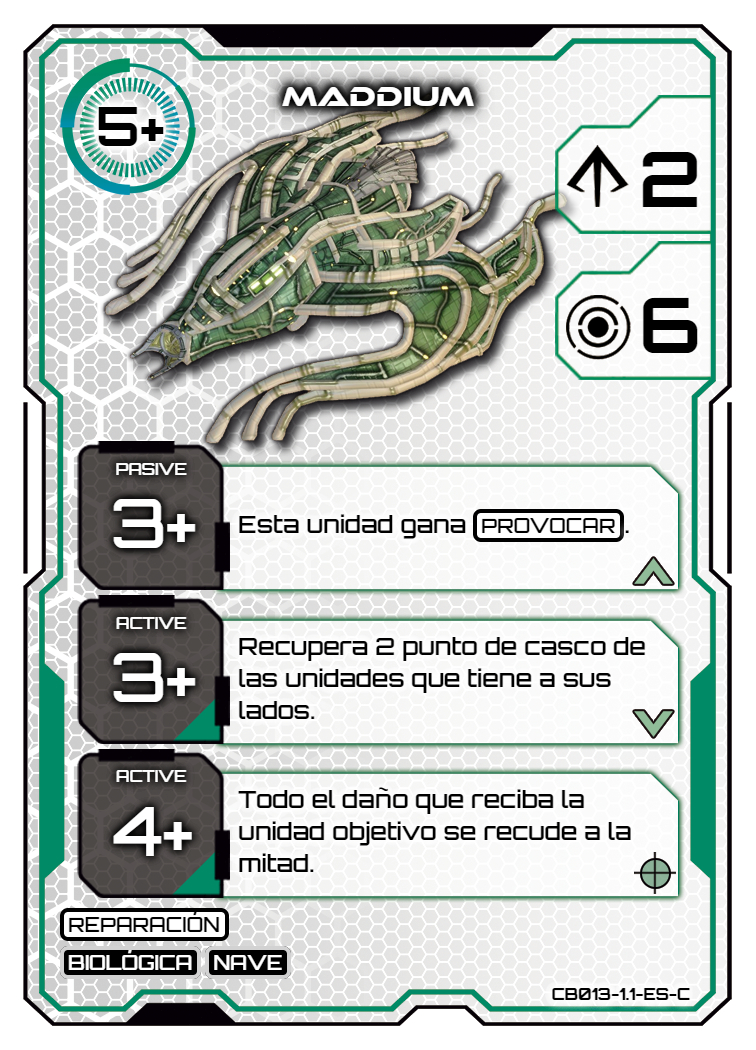 MADDIUM
5+
2
6
PASIVE
3+
Esta unidad gana PROVOCAR.
ACTIVE
3+
Recupera 2 punto de casco de
las unidades que tiene a sus
lados.
ACTIVE
4+
Todo el daño que reciba la
unidad objetivo se recude a la
mitad.
REPARACIÓN
BIOLÓGICA NAVE
CB013-1.1-ES-C